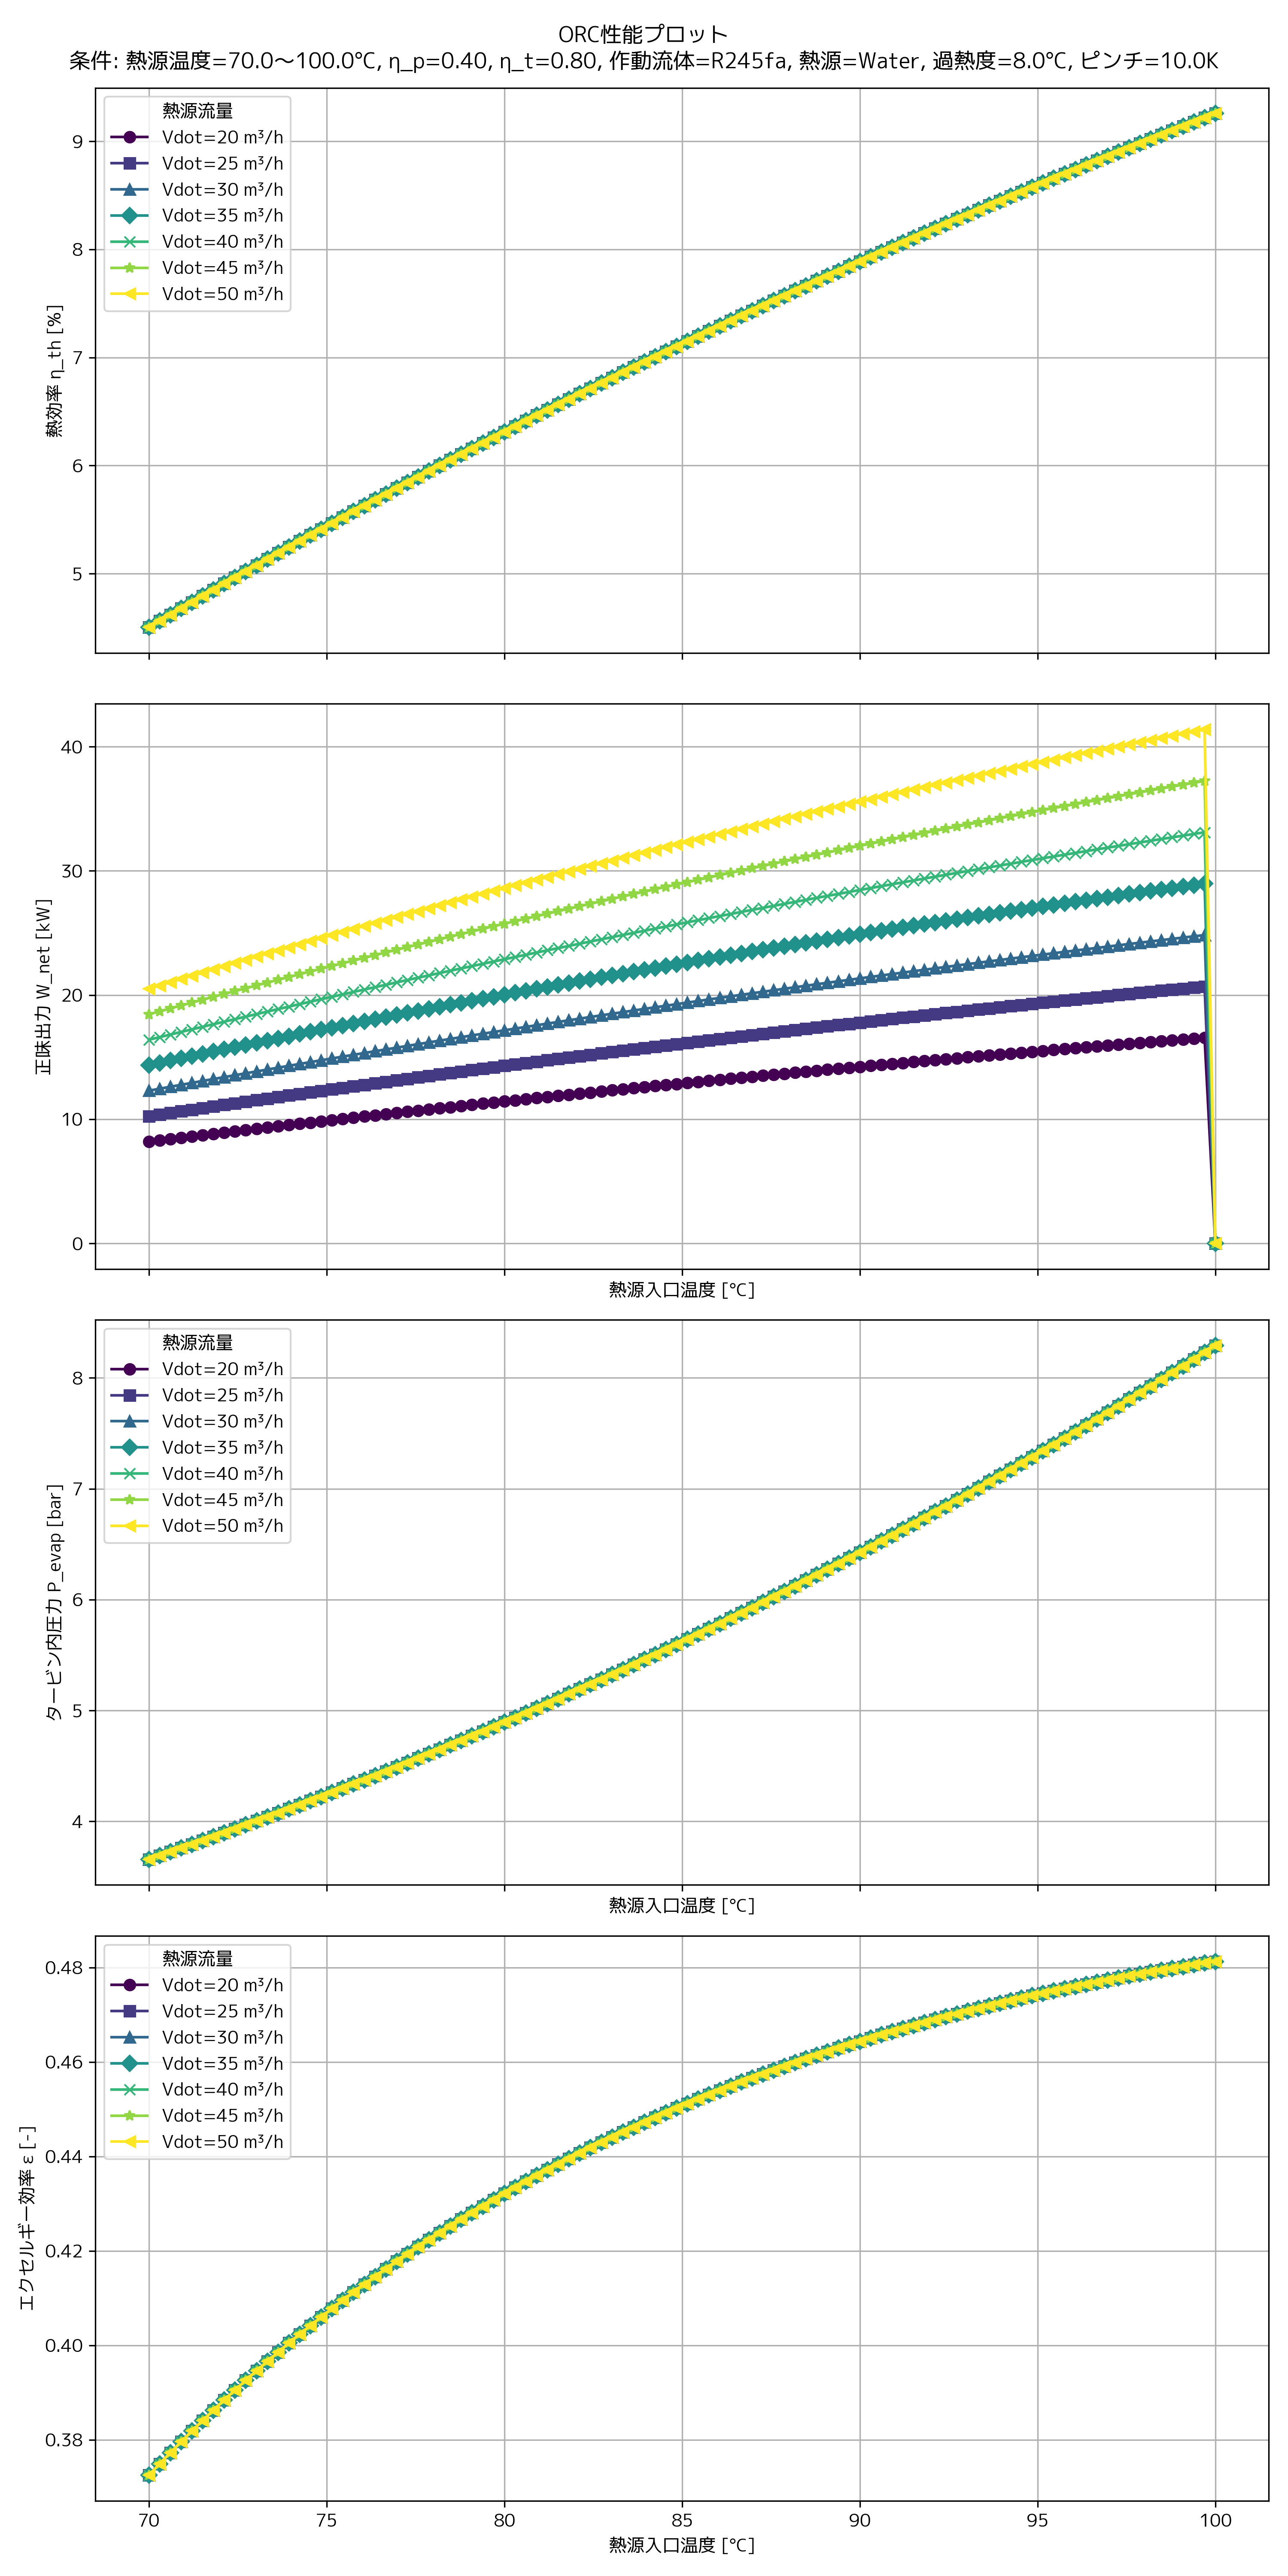 ORC性能プロット
条件: 熱源温度=70.0～100.0°C, η_p=0.40, η_t=0.80, 作動流体=R245fa, 熱源=Water, 過熱度=8.0°C, ピンチ=10.0K
熱効率 η_th [%]
9
8
7
6
5
熱源流量
Vdot=20 m³/h
Vdot=25 m³/h
Vdot=30 m³/h
Vdot=35 m³/h
Vdot=40 m³/h
Vdot=45 m³/h
Vdot=50 m³/h
正味出力 W_net [kW]
40
30
20
10
0
熱源入口温度 [°C]
タービン内圧力 P_evap [bar]
8
7
6
5
4
熱源流量
Vdot=20 m³/h
Vdot=25 m³/h
Vdot=30 m³/h
Vdot=35 m³/h
Vdot=40 m³/h
Vdot=45 m³/h
Vdot=50 m³/h
熱源入口温度 [°C]
エクセルギー効率 ε [-]
0.48
0.46
0.44
0.42
0.40
0.38
熱源流量
Vdot=20 m³/h
Vdot=25 m³/h
Vdot=30 m³/h
Vdot=35 m³/h
Vdot=40 m³/h
Vdot=45 m³/h
Vdot=50 m³/h
70 75 80 85 90 95 100
熱源入口温度 [°C]